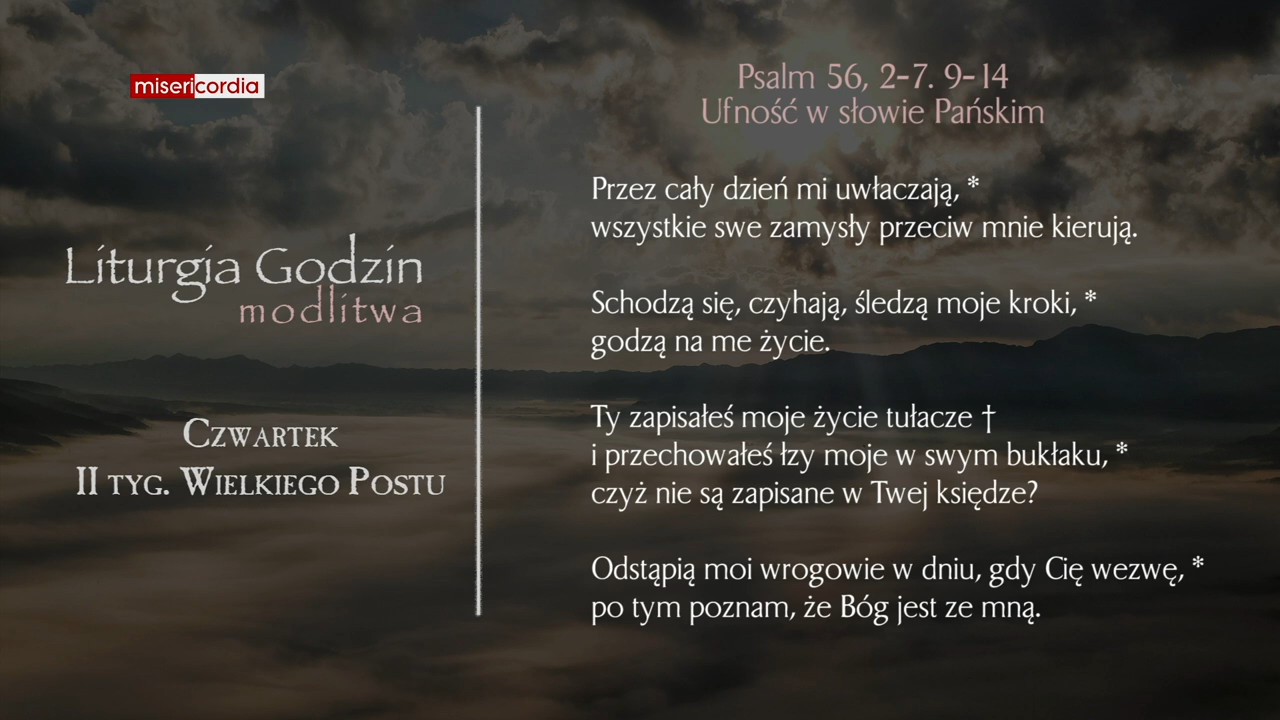 misericordia
Liturgia Godzin
modlitwa
Czwartek
II tyg. Wielkiego Postu
Psalm 56, 2-7. 9-14
Ufność w słowie Pańskim
Przez cały dzień mi uwłaczają, *
wszystkie swe zamysły przeciw mnie kierują.
Schodzą się, czyhają, śledzą moje kroki, *
godzą na me życie.
Ty zapisałeś moje życie tułacze †
i przechowałeś łzy moje w swym bukłaku, *
czyż nie są zapisane w Twej księdze?
Odstąpią moi wrogowie w dniu, gdy Cię wezwę, *
po tym poznam, że Bóg jest ze mną.